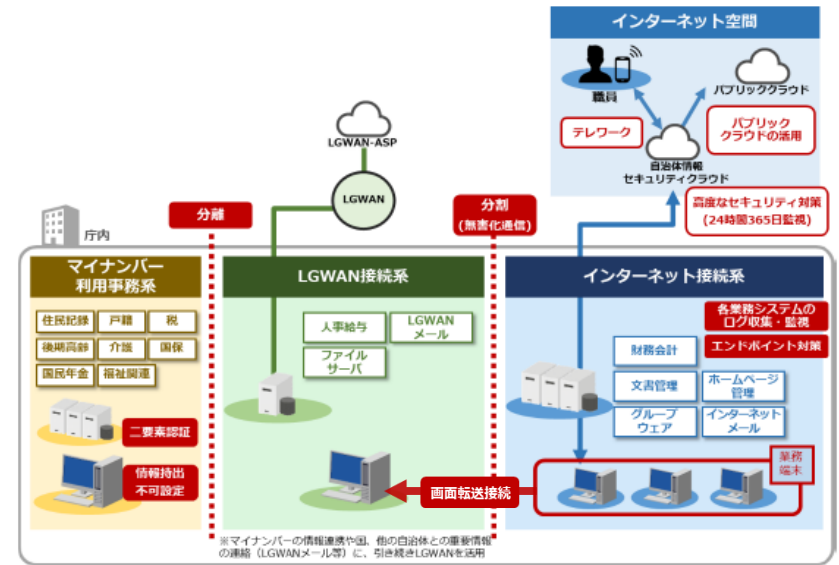 インターネット空間
職員
パブリッククラウド
テレワーク
パブリック
クラウドの活用
自治体情報
セキュリティクラウド
高度なセキュリティ対策
(24時間365日監視)
LGWAN-ASP
LGWAN
分離
分割
(無害化通信)
庁内
マイナンバー
利用事務系
住民記録
戸籍
税
後期高齢
介護
国保
国民年金
福祉関連
二要素認証
情報持出
不可設定
LGWAN接続系
人事給与
LGWAN
メール
ファイル
サーバ
画面転送接続
※マイナンバーの情報連携や国、他の自治体との重要情報
の連絡（LGWANメール等）に、引き続きLGWANを活用
インターネット接続系
各業務システムの
ログ収集・監視
エンドポイント対策
財務会計
文書管理
ホームページ
管理
グループ
ウェア
インターネット
メール
業務
端末